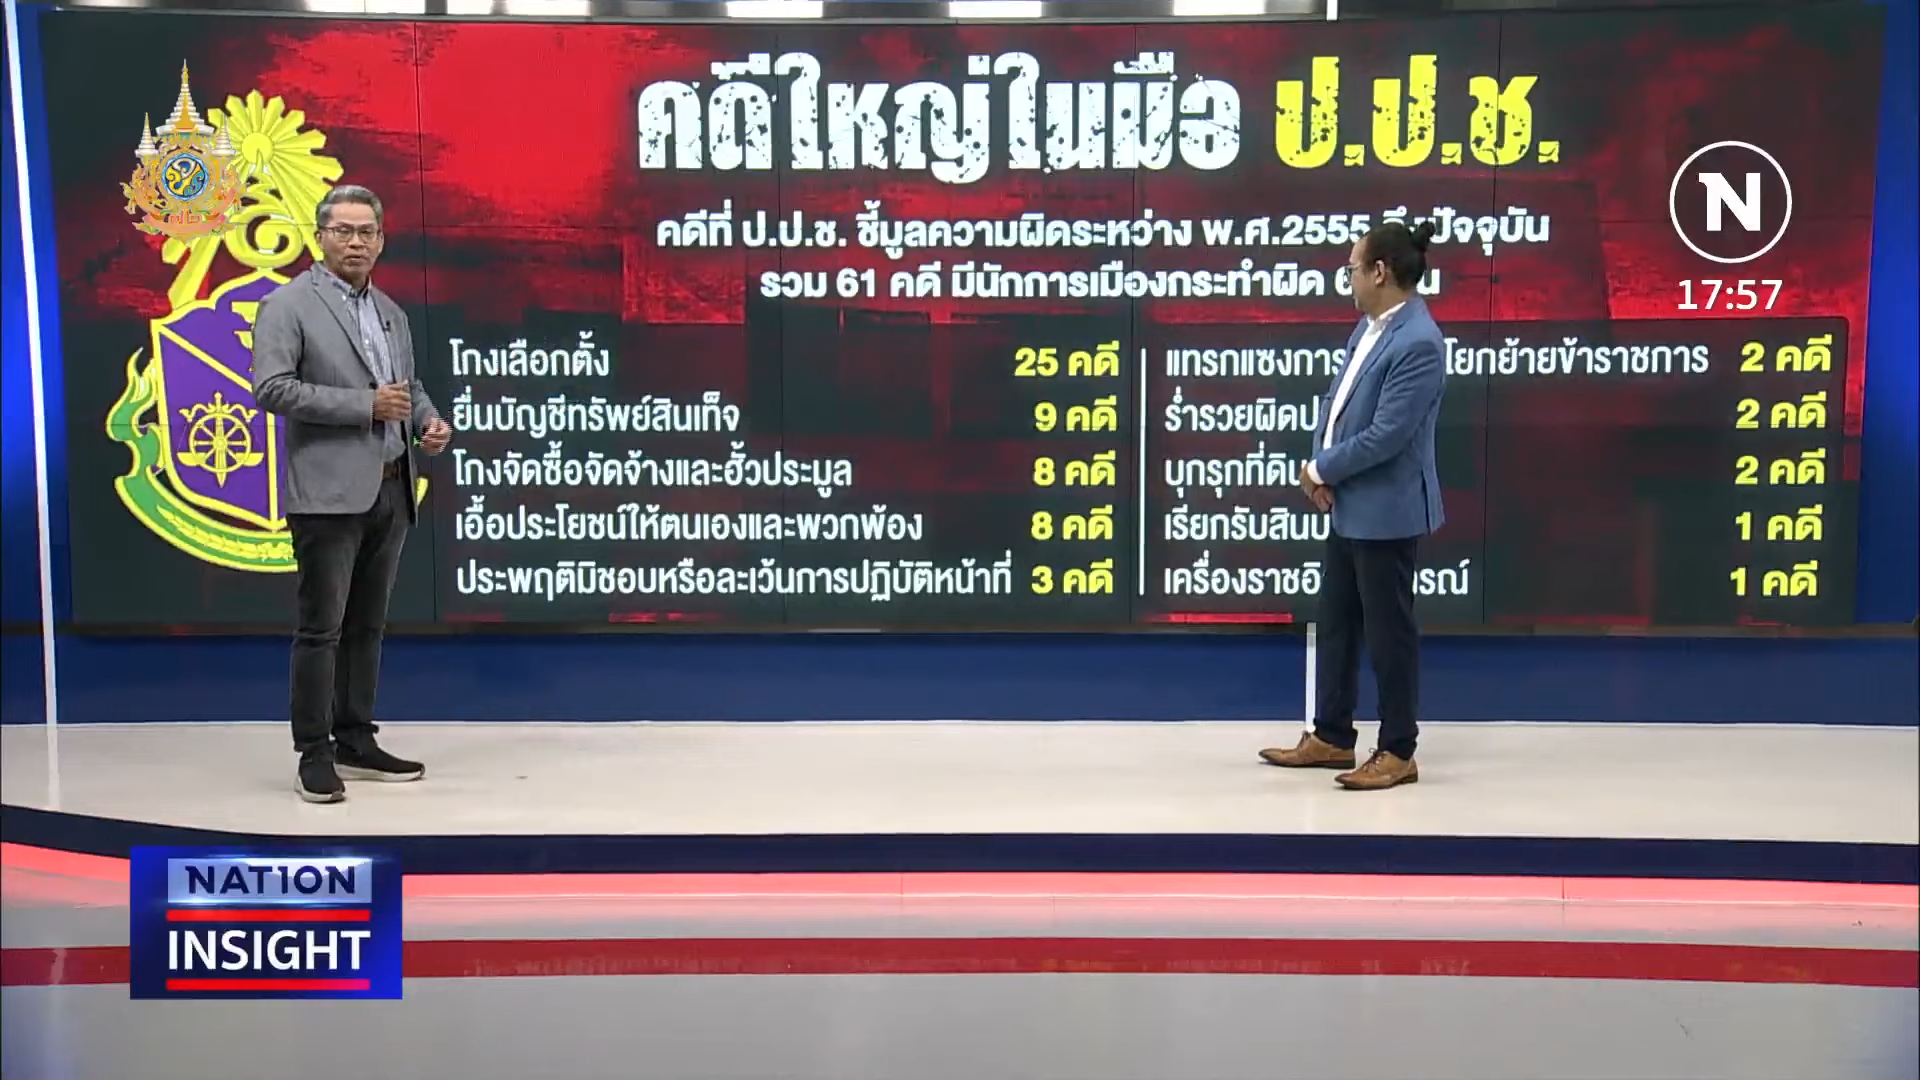 คดีใหญ่ในมือ ป.ป.ช.
คดีที่ ป.ป.ช. ชี้มูลความผิดระหว่าง พ.ศ.2555 ถึงปัจจุบัน
รวม 61 คดี มีนักการเมืองกระทำผิด
N
17:57
โกงเลือกตั้ง 25 คดี
ยื่นบัญชีทรัพย์สินเท็จ 9 คดี
โกงจัดซื้อจัดจ้างและฮั้วประมูล 8 คดี
เอื้อประโยชน์ให้ตนเองและพวกพ้อง 8 คดี
ประพฤติมิชอบหรือละเว้นการปฏิบัติหน้าที่ 3 คดี
แทรกแซงการ โยกย้ายข้าราชการ 2 คดี
ร่ำรวยผิดป 2 คดี
บุกรุกที่ดิน 2 คดี
เรียกรับสินบ 1 คดี
เครื่องราชอิ รณ์ 1 คดี
NATION
INSIGHT